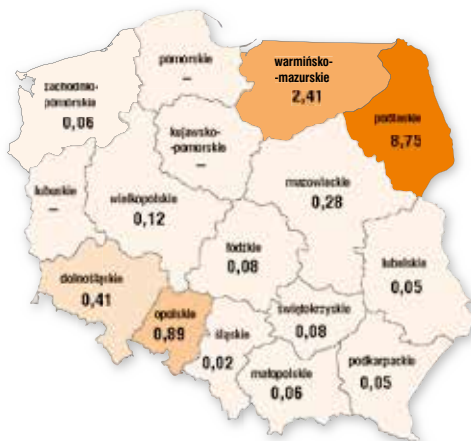 pomorskie
–
warmińsko-
-mazurskie
2,41
zachodnio-
pomorskie
0,06
podlaskie
8,75
kujawsko-
-pomorskie
–
lubuskie
–
wielkopolskie
0,12
mazowieckie
0,28
łódzkie
0,08
lubelskie
0,05
dolnośląskie
0,41
opolskie
0,89
śląskie
0,02
świętokrzyskie
0,08
małopolskie
0,06
podkarpackie
0,05